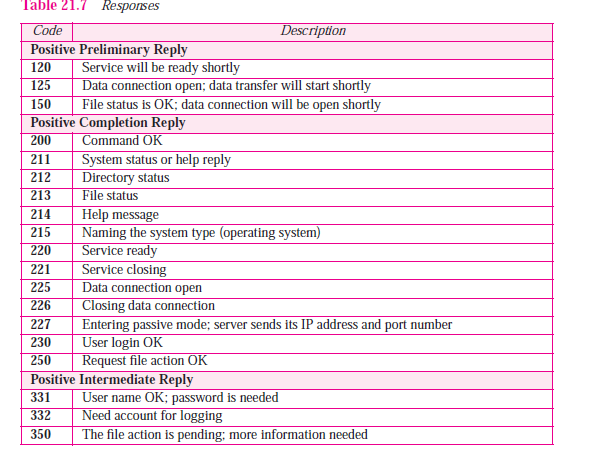 Table 21.7 Responses
Code Description
Positive Preliminary Reply
120 Service will be ready shortly
125 Data connection open; data transfer will start shortly
150 File status is OK; data connection will be open shortly
Positive Completion Reply
200 Command OK
211 System status or help reply
212 Directory status
213 File status
214 Help message
215 Naming the system type (operating system)
220 Service ready
221 Service closing
225 Data connection open
226 Closing data connection
227 Entering passive mode; server sends its IP address and port number
230 User login OK
250 Request file action OK
Positive Intermediate Reply
331 User name OK; password is needed
332 Need account for logging
350 The file action is pending; more information needed